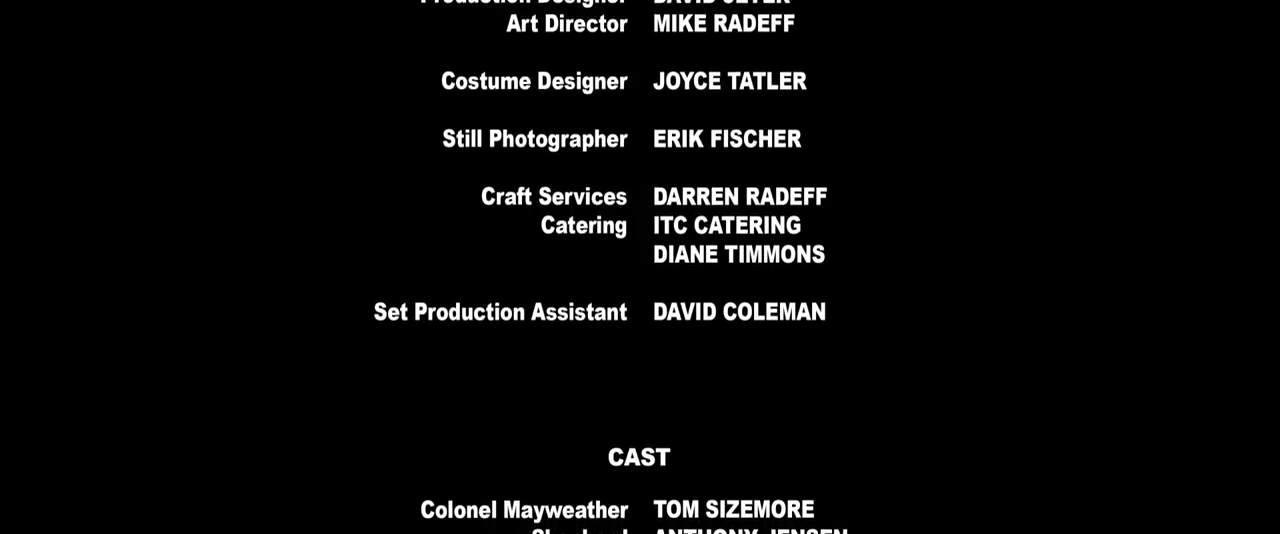 Production Designer DAVID JETER
Art Director MIKE RADEFF
Costume Designer JOYCE TATLER
Still Photographer ERIK FISCHER
Craft Services DARREN RADEFF
Catering ITC CATERING
DIANE TIMMONS
Set Production Assistant DAVID COLEMAN
CAST
Colonel Mayweather TOM SIZEMORE
ANTHONY JENSEN